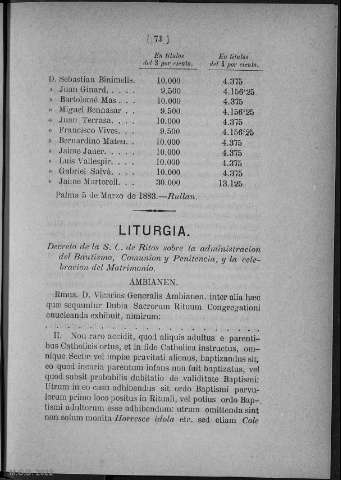 ( 73 )
En títulos del 3 por ciento. En títulos del 4 por ciento.
D. Sebastian Binimelis. 10.000 4.375
» Juan Ginard. . . . . 9.500 4.156'25
» Bartolomé Mas . . . . 10.000 4.375
» Miguel Bennasar . . . 9.500 4.156'25
» Juan Terrasa. . . . . 10.000 4.375
» Francisco Vives. . . . 9.500 4.156'25
» Bernardino Mateu. . . 10.000 4.375
» Jaime Janer. . . . . 10.000 4.375
» Luis Vallespir. . . . 10.000 4.375
» Gabriel Salvá. . . . . 10.000 4.375
» Jaime Martorell. . . 30.000 13.125
Palma 5 de Marzo de 1883.—Rullan.
LITURGIA.
Decreto de la S. C. de Ritos sobre la administracion
del Bautismo, Comunion y Penitencia, y la cele-
bracion del Matrimonio.
AMBIANEN.
Rmus. D. Vicarius Generalis Ambianen. inter alia hæc
quæ sequuntur Dubia Sacrorum Rituum Congregationi
enucleanda exhibuit, nimirum:
. . . . . . . . . . . . . . . . . . . .
II. Non raro accidit, quod aliquis adultus e parenti-
bus Catholicis ortus, et in fide Catholica instructus, om-
nique Sectæ vel impiæ pravitati alienus, baptizandus sit,
eo quod incuria parentum infans non fuit baptizatus, vel
quod subsit probabilis dubitatio de validitate Baptismi:
Utrum in eo casu adhibendus sit ordo Baptismi parvu-
lorum primo loco positus in Rituali, vel potius ordo Bap-
tismi adultorum esse adhibendum: utrum omittenda sint
non solum monita Horresce idola etc. sed etiam Cole